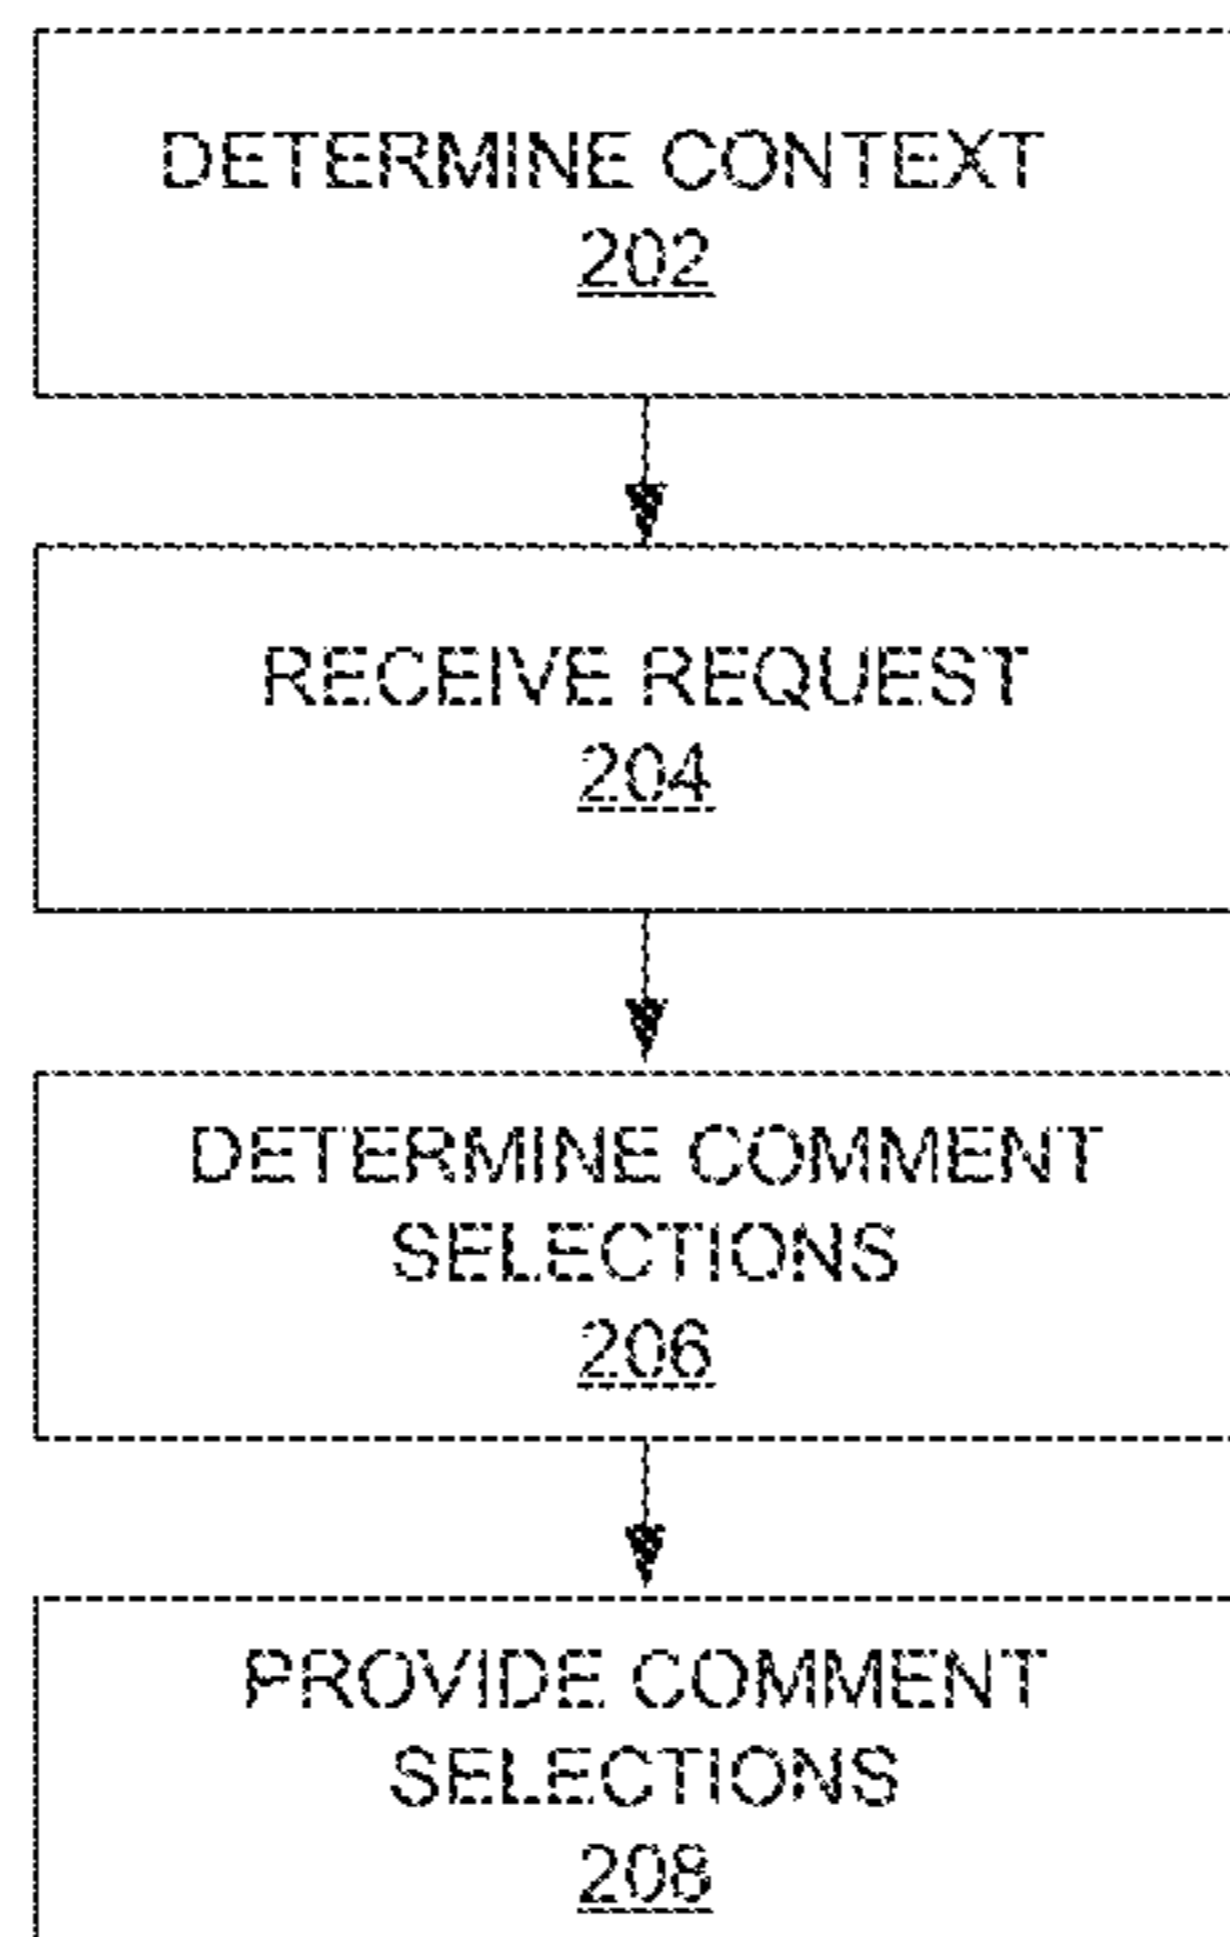 DETERMINE CONTEXT
202
RECEIVE REQUEST
204
DETERMINE COMMENT
SELECTIONS
206
PROVIDE COMMENT
SELECTIONS
208